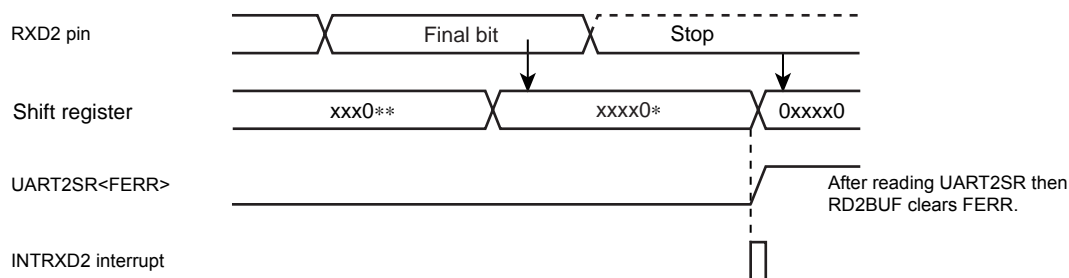 RXD2 pin
Final bit
Stop
Shift register
xxx0**
xxxx0*
0xxxx0
UART2SR<FERR>
After reading UART2SR then
RD2BUF clears FERR.
INTRXD2 interrupt